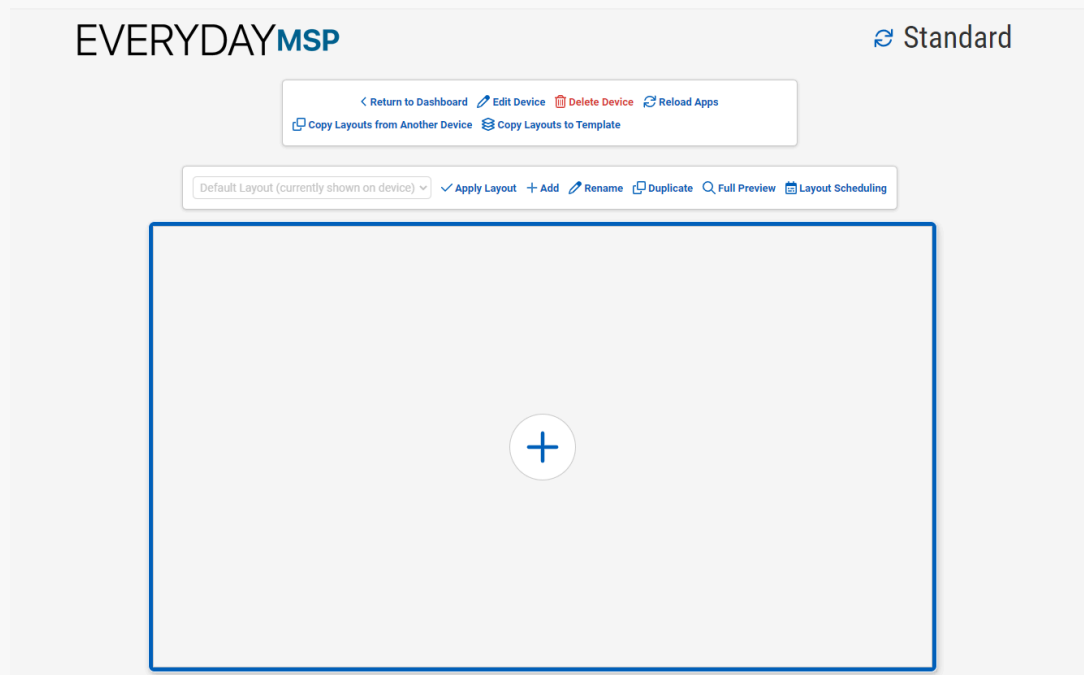 EVERYDAYMSP
Standard
Return to Dashboard Edit Device Delete Device Reload Apps
Copy Layouts from Another Device Copy Layouts to Template
Default Layout (currently shown on device) Apply Layout Add Rename Duplicate Full Preview Layout Scheduling